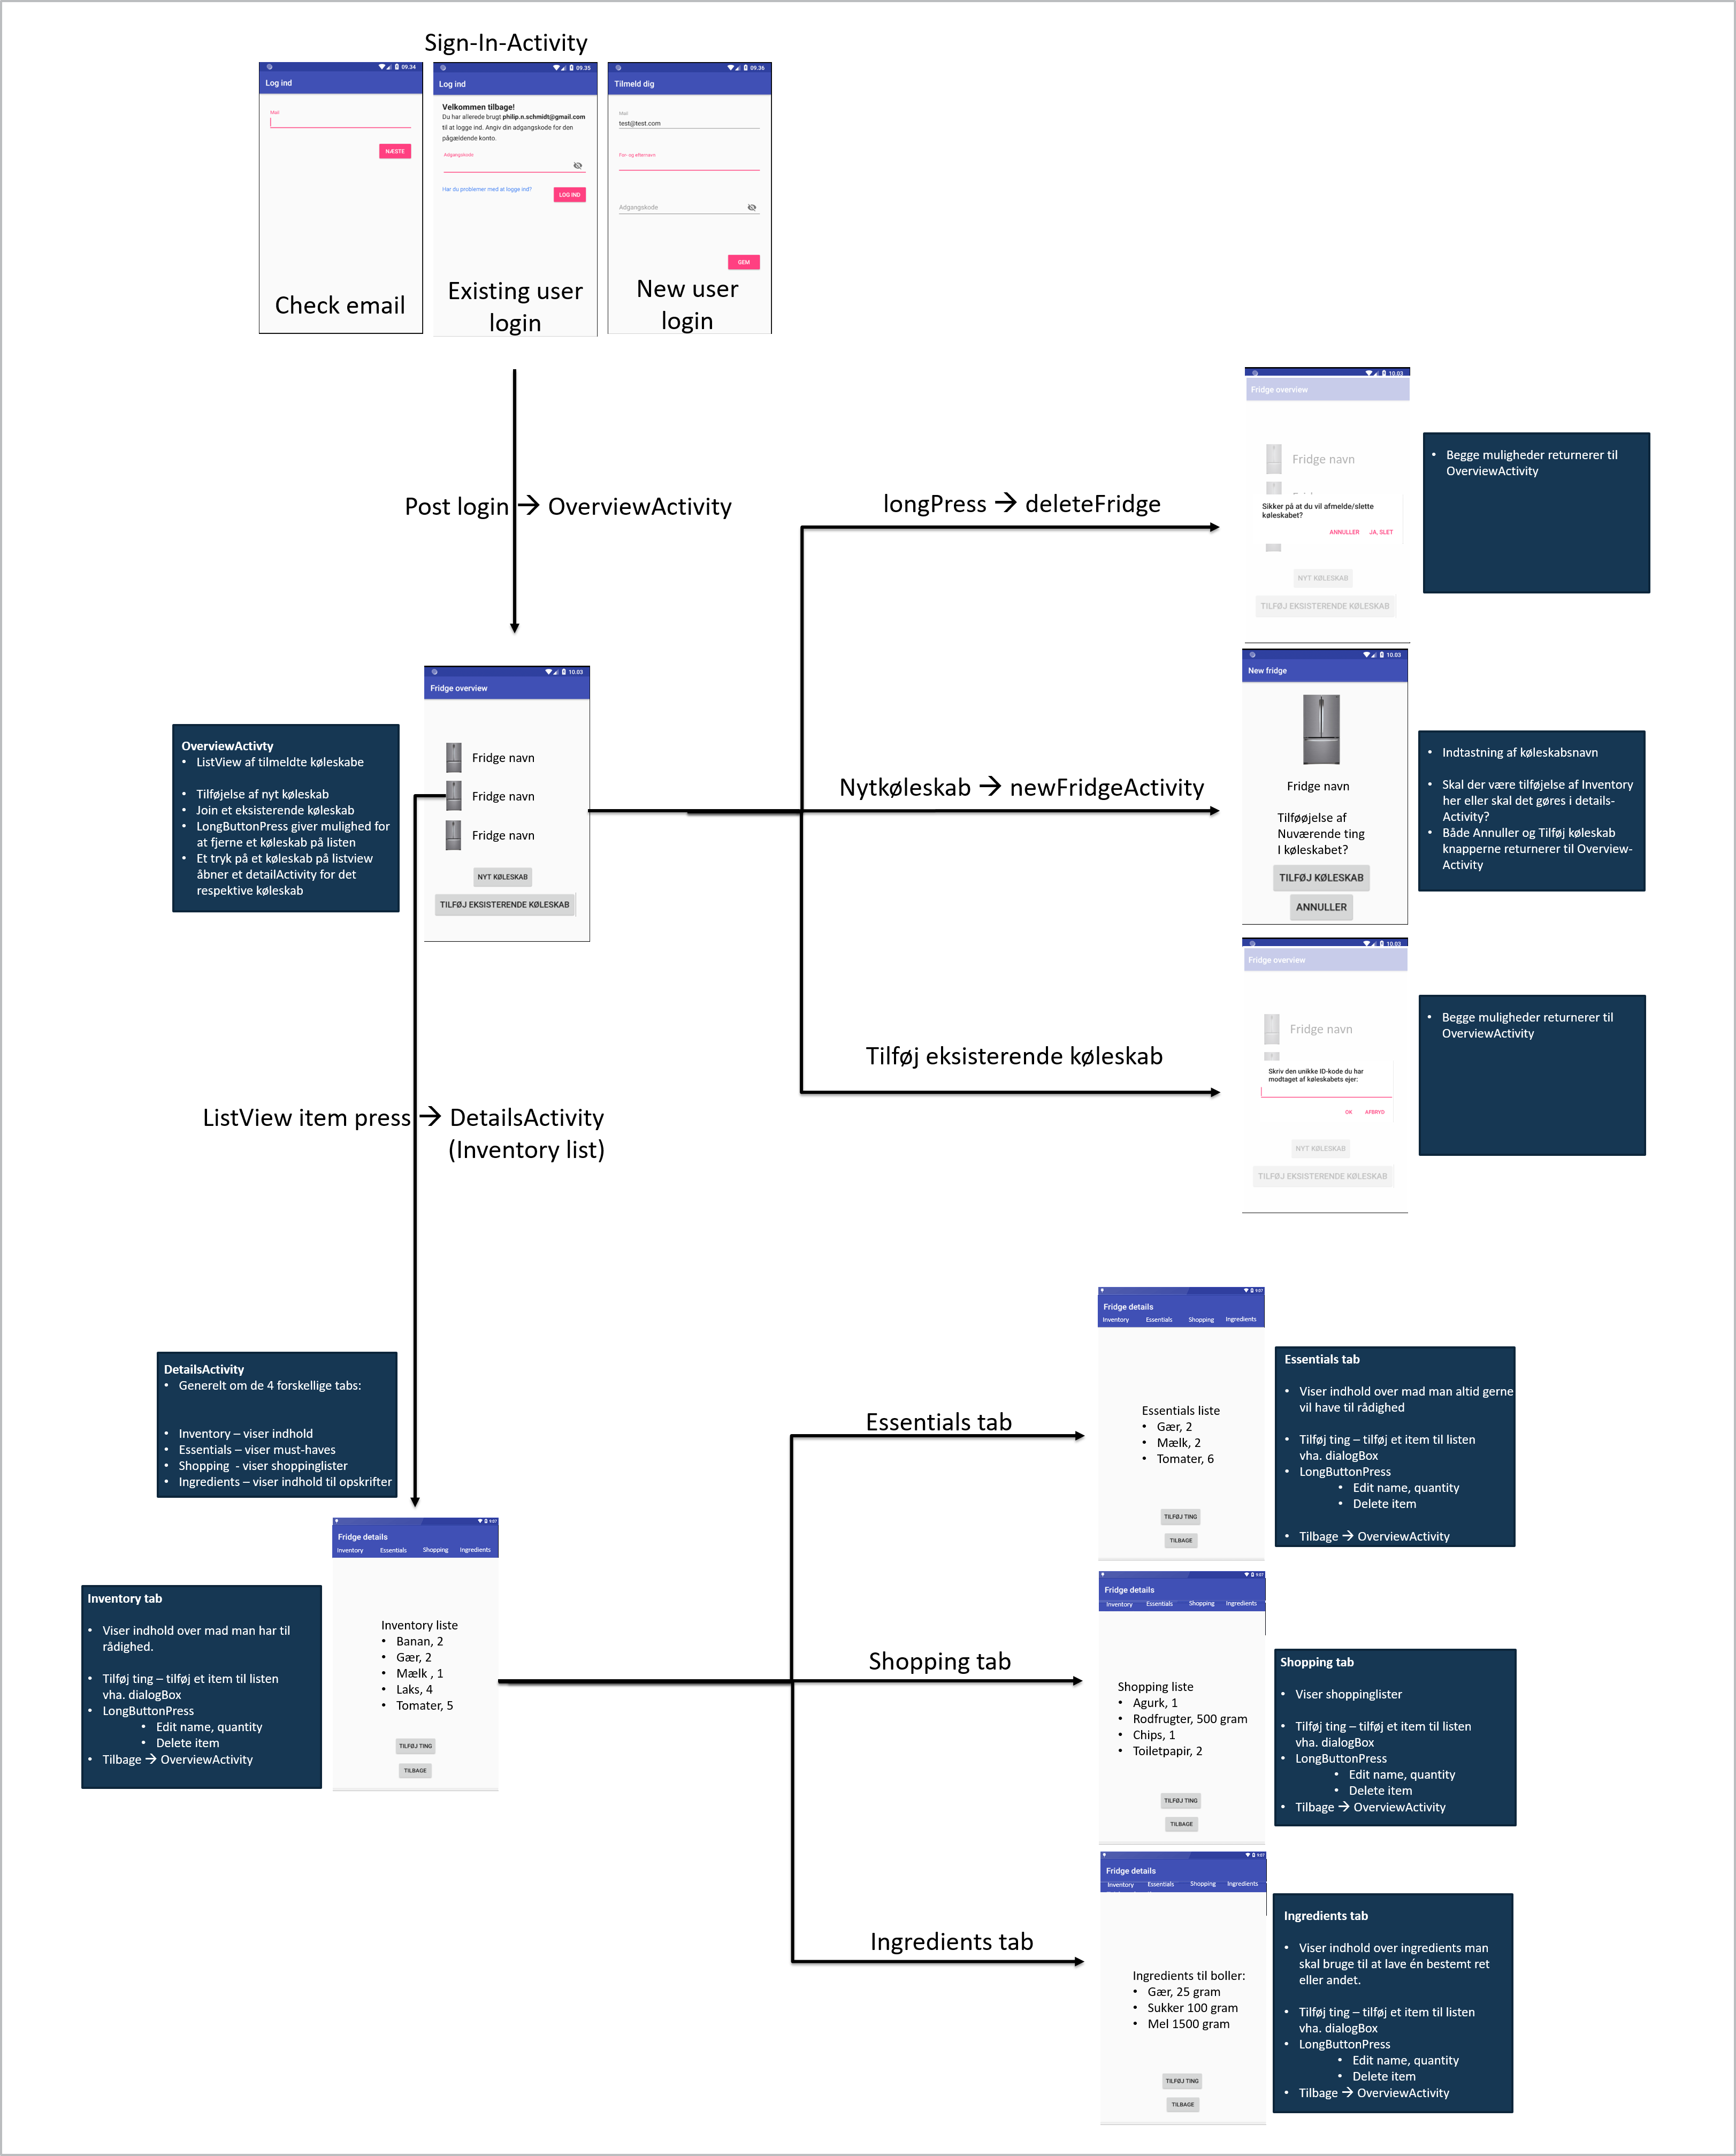 Sign-In-Activity
09.34
Log ind
Mail
NÆSTE
Check email
09.35
Log ind
Velkommen tilbage!
Du har allerede brugt philip.n.schmidt@gmail.com
til at logge ind. Angiv din adgangskode for den
pågældende konto.
Adgangskode
Har du problemer med at logge ind?
LOG IND
Existing user
login
09.36
Tilmeld dig
Mail
test@test.com
For- og efternavn
Adgangskode
GEM
New user
login
Post login → OverviewActivity
longPress → deleteFridge
10.03
Fridge overview
Fridge navn
Sikker på at du vil afmelde/slette
køleskabet?
ANNULLER JA, SLET
NYT KØLESKAB
TILFØJ EKSISTERENDE KØLESKAB
• Begge muligheder returnerer til
OverviewActivity
OverviewActivty
• ListView af tilmeldte køleskabe
• Tilføjelse af nyt køleskab
• Join et eksisterende køleskab
• LongButtonPress giver mulighed for
at fjerne et køleskab på listen
• Et tryk på et køleskab på listview
åbner et detailActivity for det
respektive køleskab
10.03
Fridge overview
Fridge navn
Fridge navn
Fridge navn
NYT KØLESKAB
TILFØJ EKSISTERENDE KØLESKAB
Nytkøleskab → newFridgeActivity
10.03
New fridge
Fridge navn
Tilføøjelse af
Nuværende ting
I køleskabet?
TILFØJ KØLESKAB
ANNULLER
• Indtastning af køleskabsnavn
• Skal der være tilføjelse af Inventory
her eller skal det gøres i details-
Activity?
• Både Annuller og Tilføj køleskab
knapperne returnerer til Overview-
Activity
Tilføj eksisterende køleskab
10.03
Fridge overview
Fridge navn
Skriv den unikke ID-kode du har
modtaget af køleskabets ejer:
OK AFBRYD
NYT KØLESKAB
TILFØJ EKSISTERENDE KØLESKAB
• Begge muligheder returnerer til
OverviewActivity
ListView item press → DetailsActivity
(Inventory list)
DetailsActivity
• Generelt om de 4 forskellige tabs:
• Inventory – viser indhold
• Essentials – viser must-haves
• Shopping - viser shoppinglister
• Ingredients – viser indhold til opskrifter
9:07
Fridge details
Inventory Essentials Shopping Ingredients
Inventory liste
• Banan, 2
• Gær, 2
• Mælk , 1
• Laks, 4
• Tomater, 5
TILFØJ TING
TILBAGE
Inventory tab
• Viser indhold over mad man har til
rådighed.
• Tilføj ting – tilføj et item til listen
vha. dialogBox
• LongButtonPress
• Edit name, quantity
• Delete item
• Tilbage → OverviewActivity
Essentials tab
9:07
Fridge details
Inventory Essentials Shopping Ingredients
Essentials liste
• Gær, 2
• Mælk, 2
• Tomater, 6
TILFØJ TING
TILBAGE
Essentials tab
• Viser indhold over mad man altid gerne
vil have til rådighed
• Tilføj ting – tilføj et item til listen
vha. dialogBox
• LongButtonPress
• Edit name, quantity
• Delete item
• Tilbage → OverviewActivity
Shopping tab
9:07
Fridge details
Inventory Essentials Shopping Ingredients
Shopping liste
• Agurk, 1
• Rodfrugter, 500 gram
• Chips, 1
• Toiletpapir, 2
TILFØJ TING
TILBAGE
Shopping tab
• Viser shoppinglister
• Tilføj ting – tilføj et item til listen
vha. dialogBox
• LongButtonPress
• Edit name, quantity
• Delete item
• Tilbage → OverviewActivity
Ingredients tab
9:07
Fridge details
Inventory Essentials Shopping Ingredients
Ingredients til boller:
• Gær, 25 gram
• Sukker 100 gram
• Mel 1500 gram
TILFØJ TING
TILBAGE
Ingredients tab
• Viser indhold over ingredients man
skal bruge til at lave én bestemt ret
eller andet.
• Tilføj ting – tilføj et item til listen
vha. dialogBox
• LongButtonPress
• Edit name, quantity
• Delete item
• Tilbage → OverviewActivity